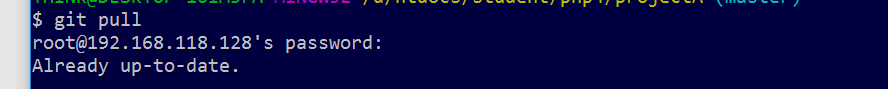 $ git pull
root@192.168.118.128's password:
Already up-to-date.